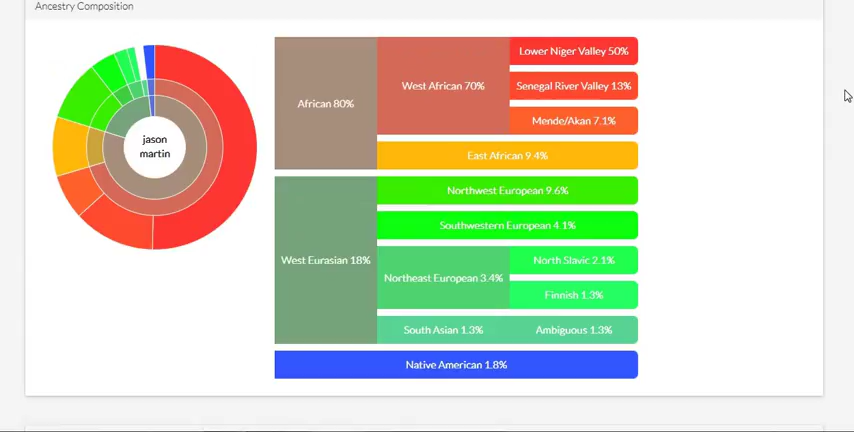 Ancestry Composition
jason
martin
African 80%
West African 70%
Lower Niger Valley 50%
Senegal River Valley 13%
Mende/Akan 7.1%
East African 9.4%
West Eurasian 18%
Northwest European 9.6%
Southwestern European 4.1%
Northeast European 3.4%
North Slavic 2.1%
Finnish 1.3%
South Asian 1.3%
Ambiguous 1.3%
Native American 1.8%